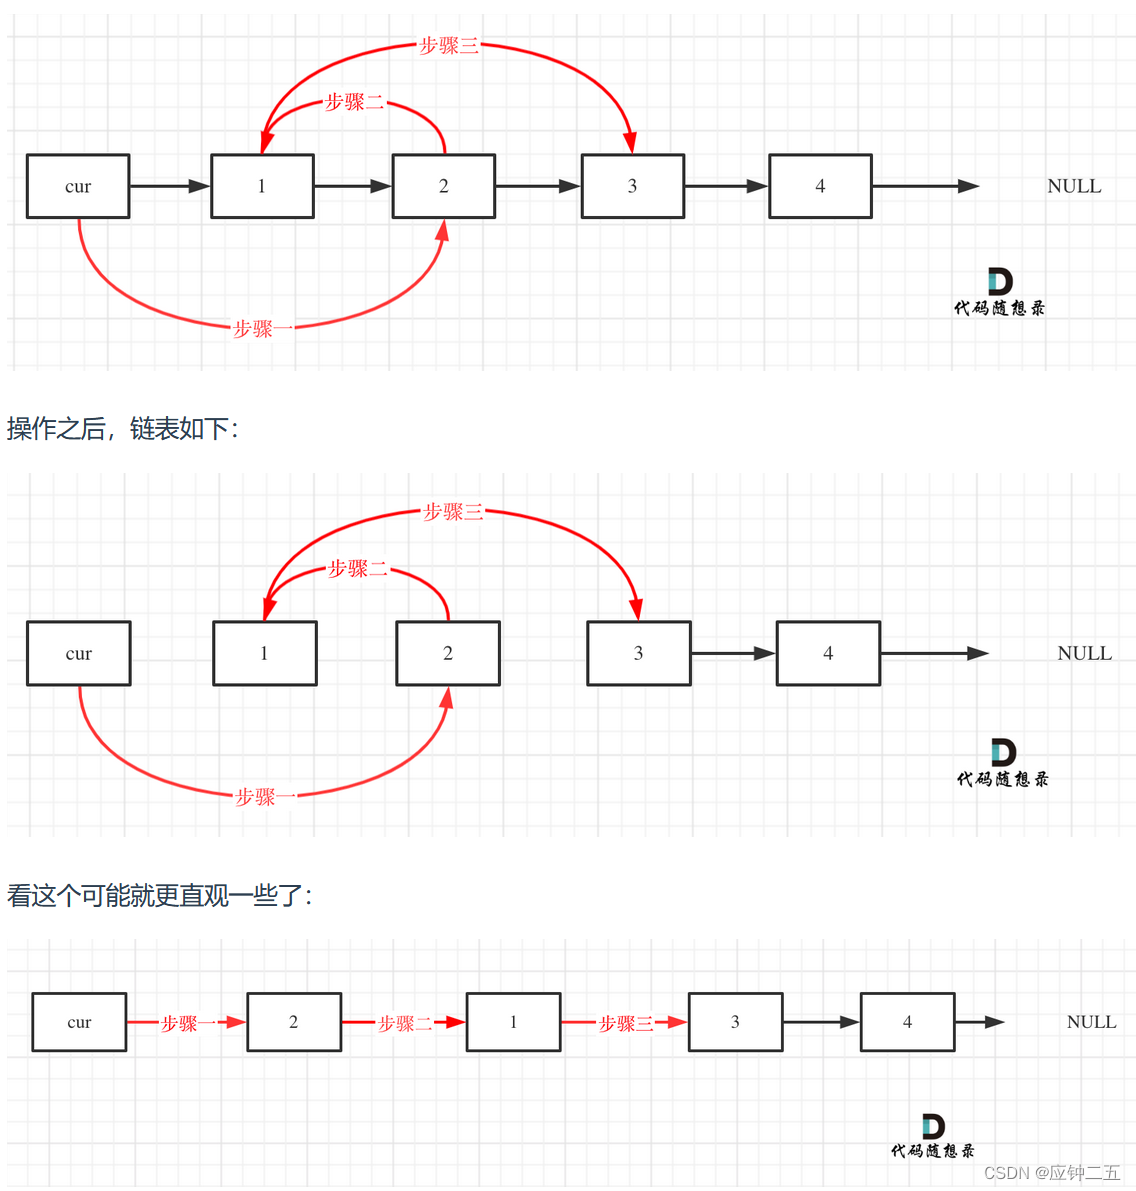 步骤三
步骤二
cur 1 2 3 4 NULL
步骤一
代码随想录
操作之后，链表如下：
步骤三
步骤二
cur 1 2 3 4 NULL
步骤一
代码随想录
看这个可能就更直观一些了：
cur 步骤一 2 步骤二 1 步骤三 3 4 NULL
代码随想录
CSDN @应钟二五